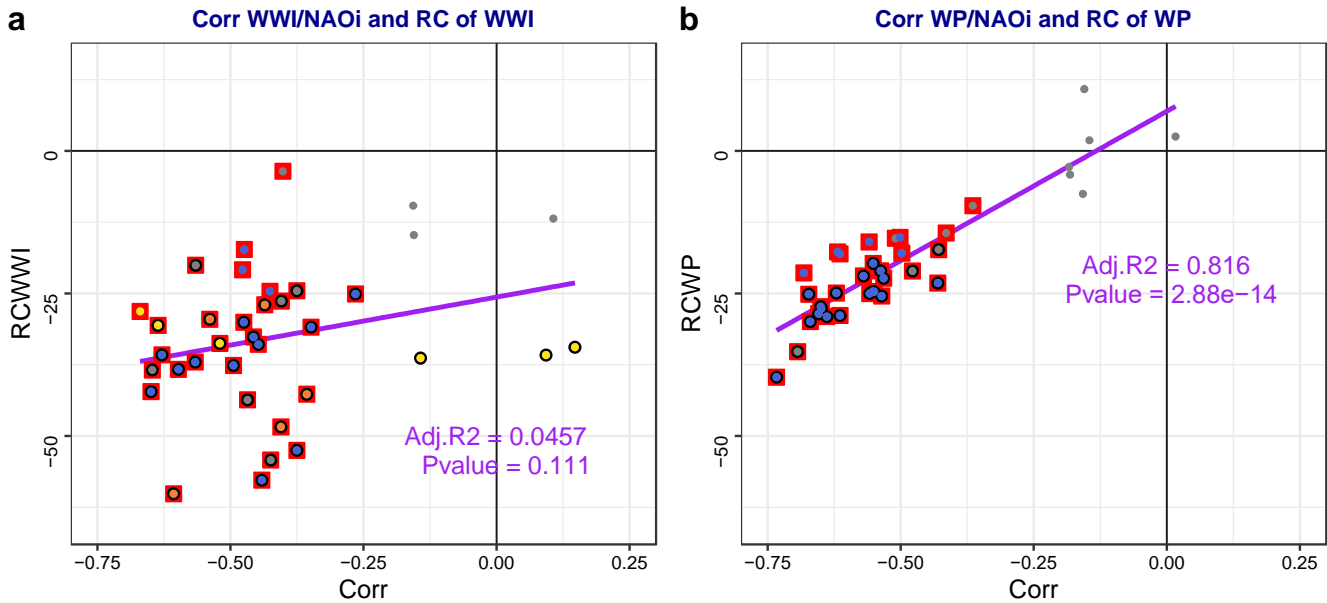 a
Corr WWI/NAOi and RC of WWI
RCWWI
0
−25
−50
Adj.R2 = 0.0457
Pvalue = 0.111
−0.75
−0.50
−0.25
0.00
0.25
Corr
b
Corr WP/NAOi and RC of WP
RCWP
0
−25
−50
Adj.R2 = 0.816
Pvalue = 2.88e−14
−0.75
−0.50
−0.25
0.00
0.25
Corr